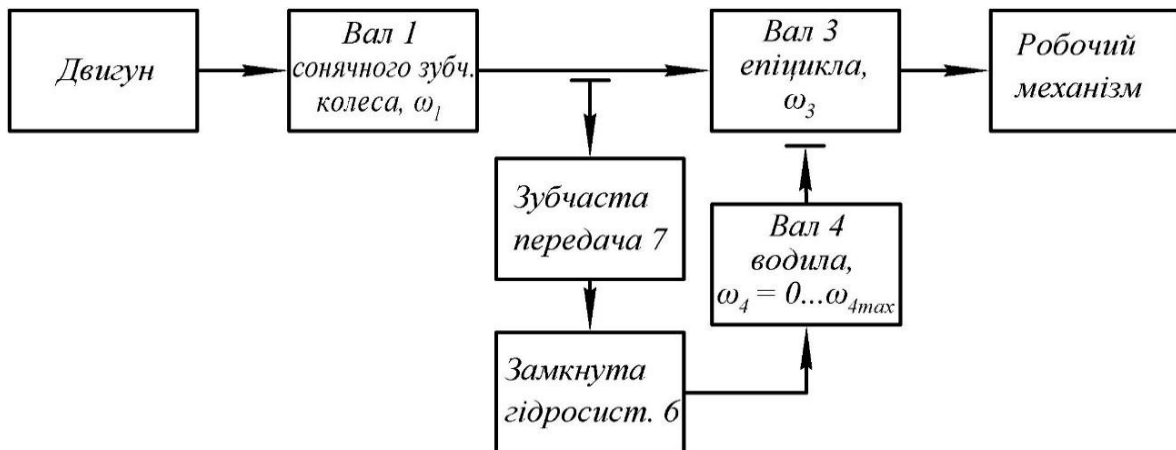 Двигун
Вал 1
сонячного зубч.
колеса, ω₁
Вал 3
епіцикла,
ω₃
Робочий
механізм
Зубчаста
передача 7
Вал 4
водила,
ω₄ = 0...ω₄max
Замкнута
гідросист. 6